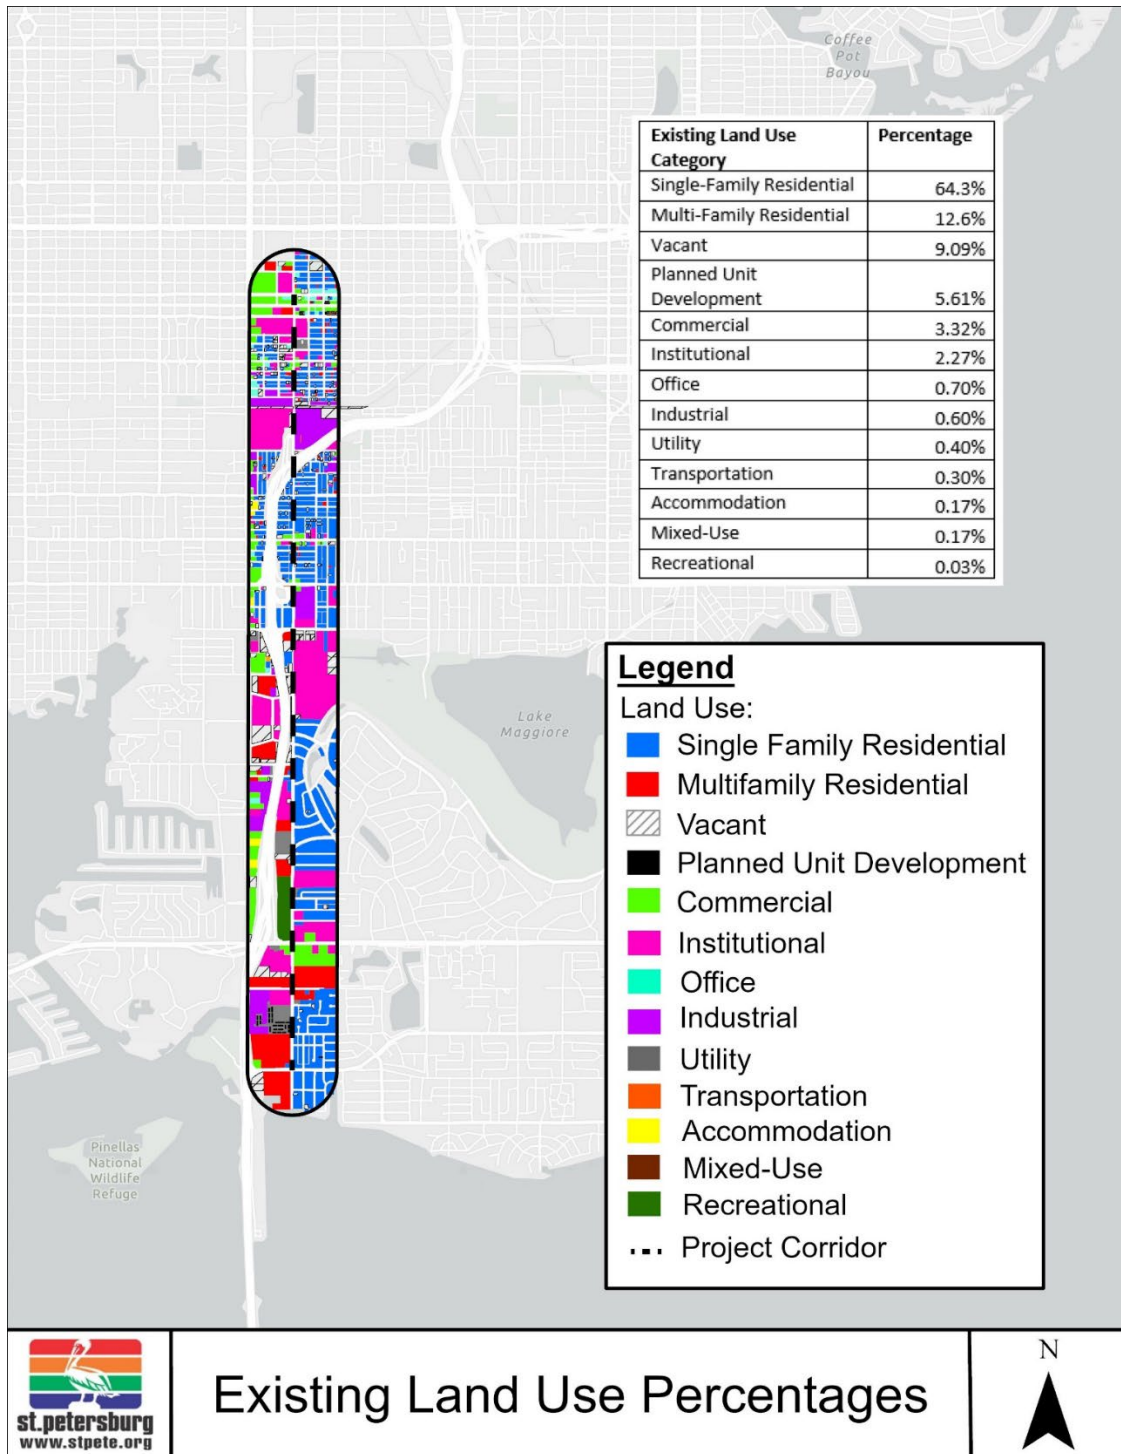 Coffee
Pot
Bayou
Existing Land Use Percentage
Category
Single-Family Residential 64.3%
Multi-Family Residential 12.6%
Vacant 9.09%
Planned Unit
Development 5.61%
Commercial 3.32%
Institutional 2.27%
Office 0.70%
Industrial 0.60%
Utility 0.40%
Transportation 0.30%
Accommodation 0.17%
Mixed-Use 0.17%
Recreational 0.03%
Lake
Maggiore
Legend
Land Use:
Single Family Residential
Multifamily Residential
Vacant
Planned Unit Development
Commercial
Institutional
Office
Industrial
Utility
Transportation
Accommodation
Mixed-Use
Recreational
Project Corridor
Pinellas
National
Wildlife
Refuge
st.petersburg
www.stpete.org
Existing Land Use Percentages
N